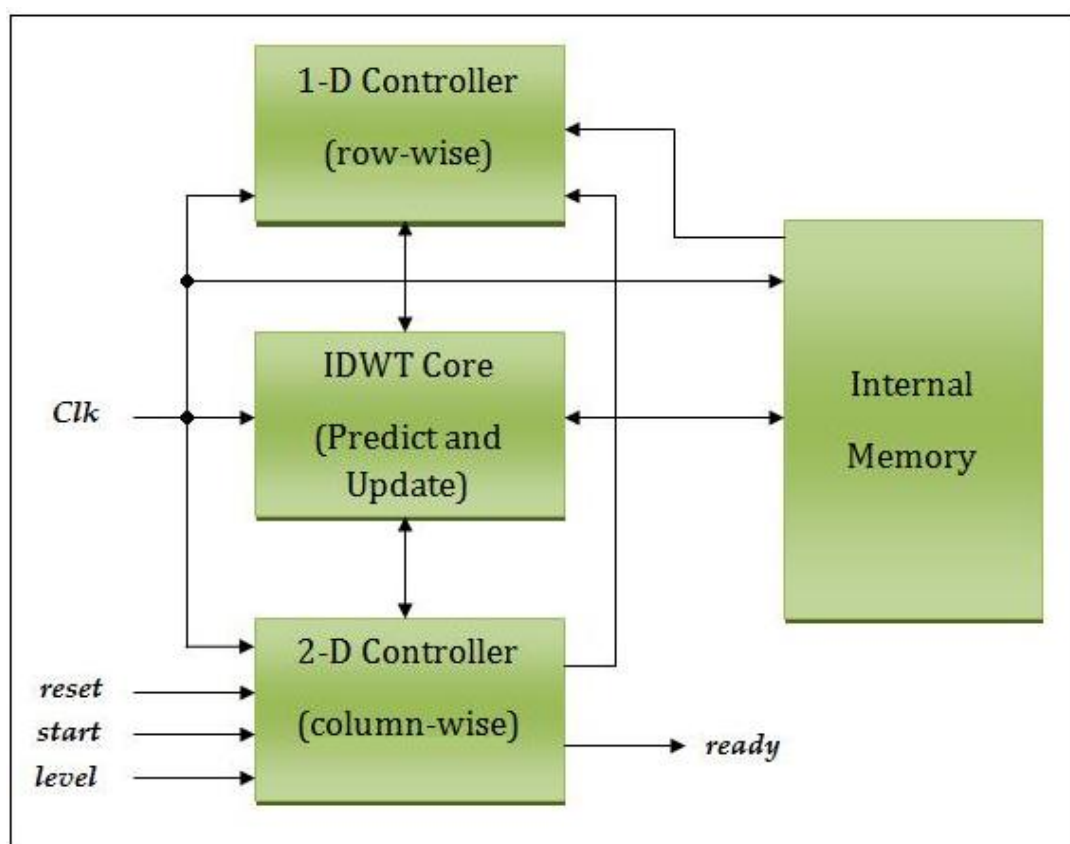 1-D Controller
(row-wise)
IDWT Core
(Predict and
Update)
Internal
Memory
Clk
2-D Controller
(column-wise)
reset
start
level
ready